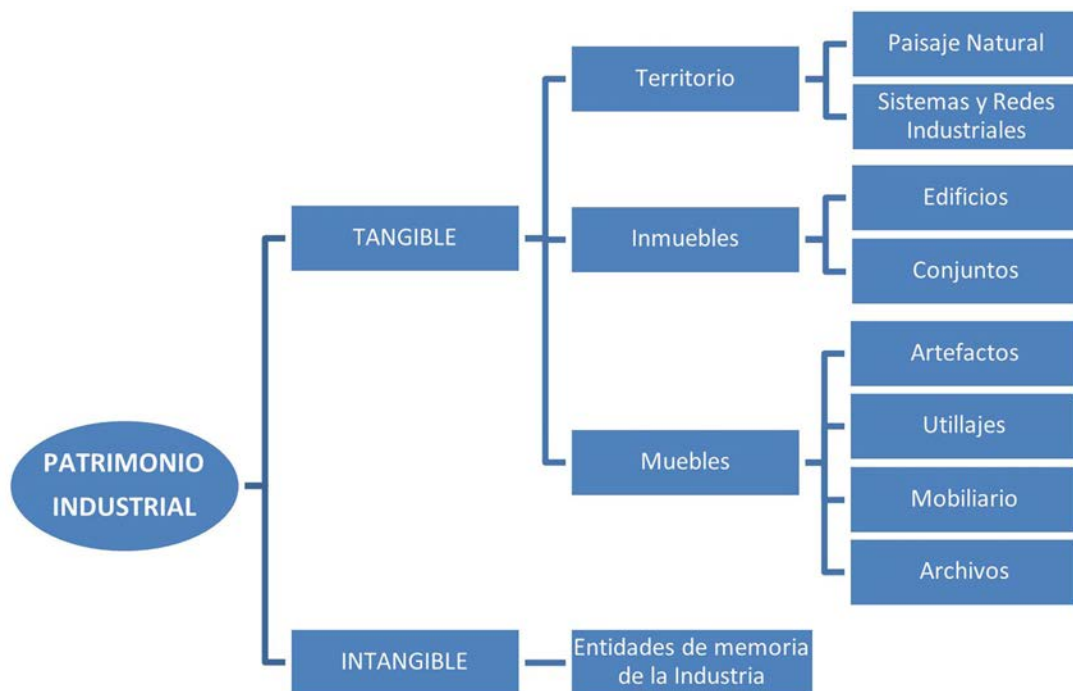 PATRIMONIO
INDUSTRIAL
TANGIBLE
Territorio
Paisaje Natural
Sistemas y Redes
Industriales
Inmuebles
Edificios
Conjuntos
Muebles
Artefactos
Utillajes
Mobiliario
Archivos
INTANGIBLE
Entidades de memoria
de la Industria